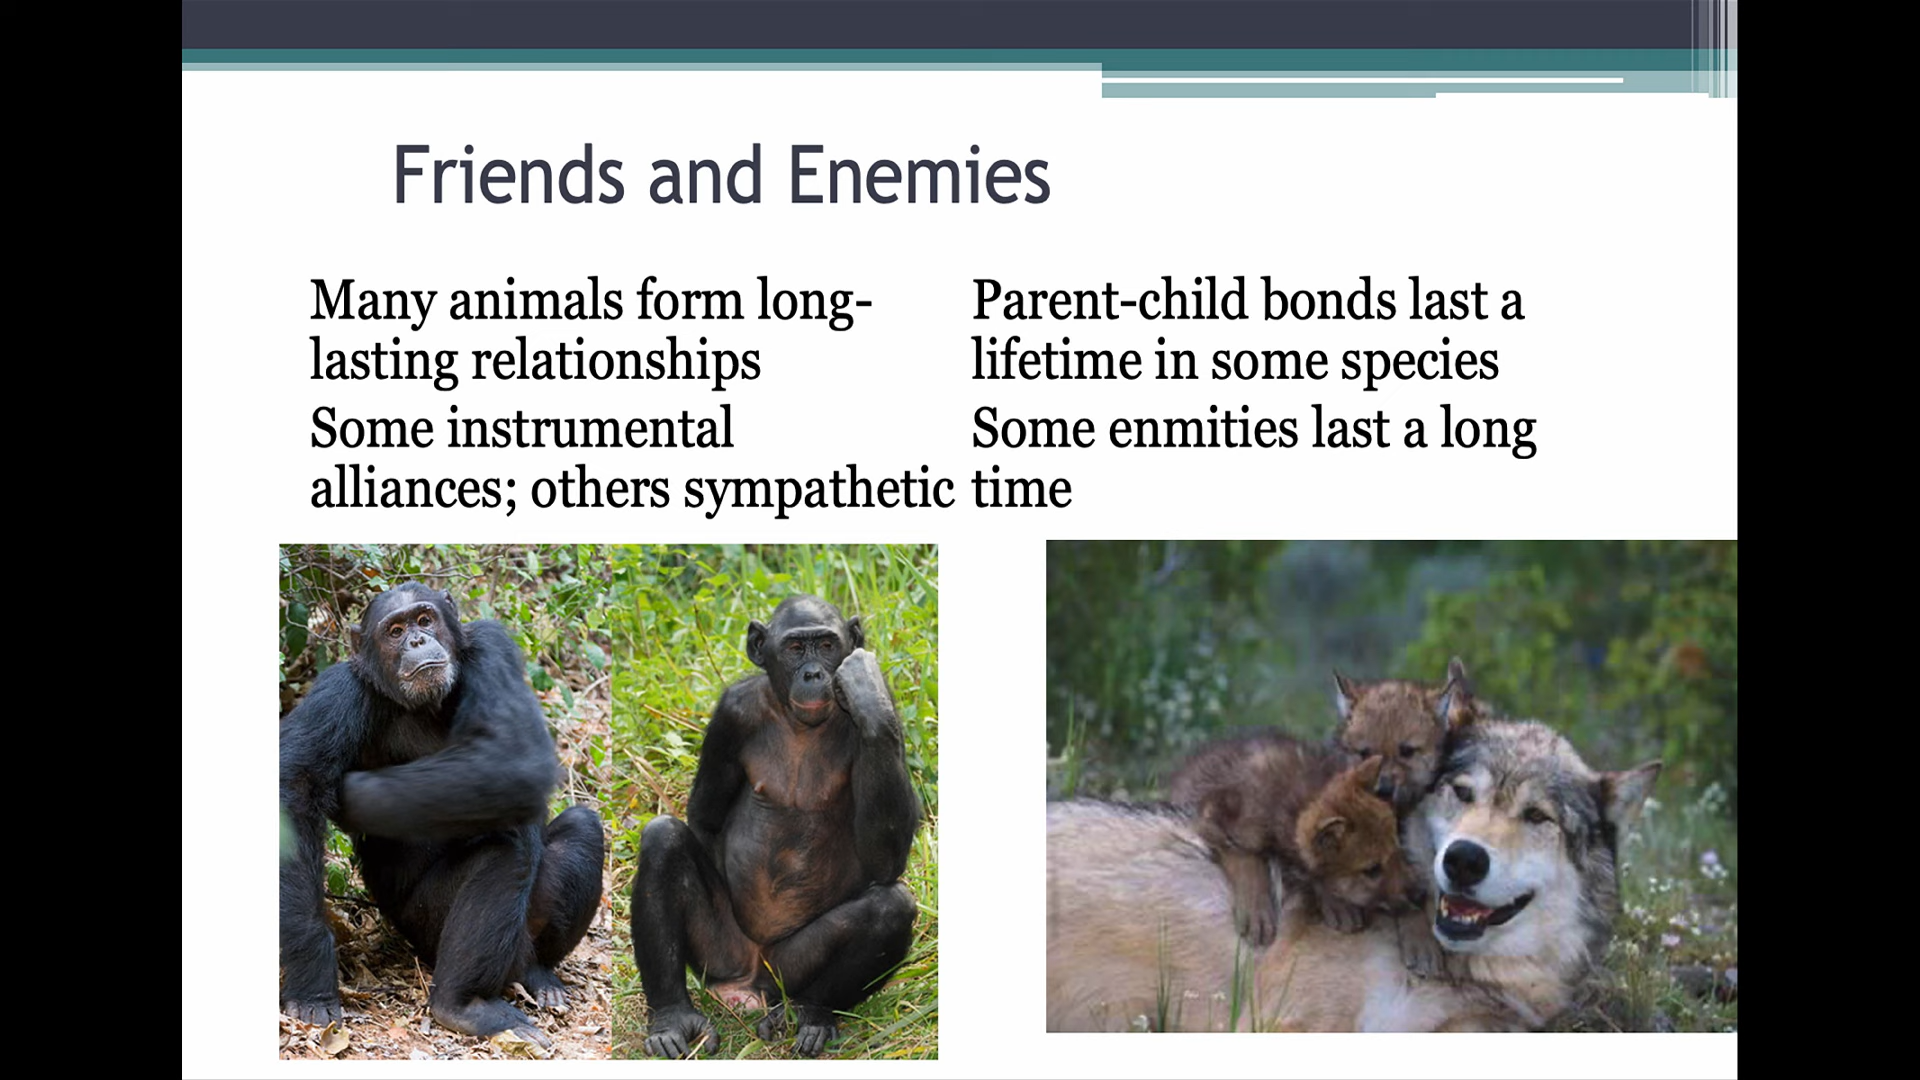 Friends and Enemies
Many animals form long-
lasting relationships
Some instrumental
alliances; others sympathetic
Parent-child bonds last a
lifetime in some species
Some enmities last a long
time